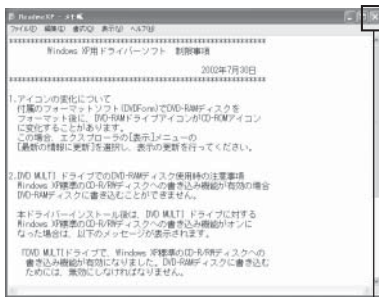 ReadmeXP - メモ帳
ファイル(F) 編集(E) 書式(O) 表示(V) ヘルプ(H)
Windows XP用ドライバーソフト 制限事項
2002年7月30日
1.アイコンの変化について
付属のフォーマットソフト(DVDForm)でDVD-RAMディスクを
フォーマット後に、DVD-RAMドライブアイコンがCD-ROMアイコン
に変化することがあります。
この場合、エクスプローラの[表示]メニューの
[最新の情報に更新]を選択し、表示の更新を行ってください。
2.DVD MULTI ドライブでのDVD-RAMディスク使用時の注意事項
Windows XP標準のCD-R/RWディスクへの書き込み機能が有効の場合
DVD-RAMディスクに書き込むことができません。
本ドライバーインストール後は、DVD MULTI ドライブに対する
Windows XP標準のCD-R/RWディスクへの書き込み機能がオンに
なった場合は、以下のメッセージが表示されます。
「DVD MULTIドライブで、Windows XP標準のCD-R/RWディスクへの
書き込み機能が有効になりました。DVD-RAMディスクに書き込む
ためには、無効にしなければなりません。